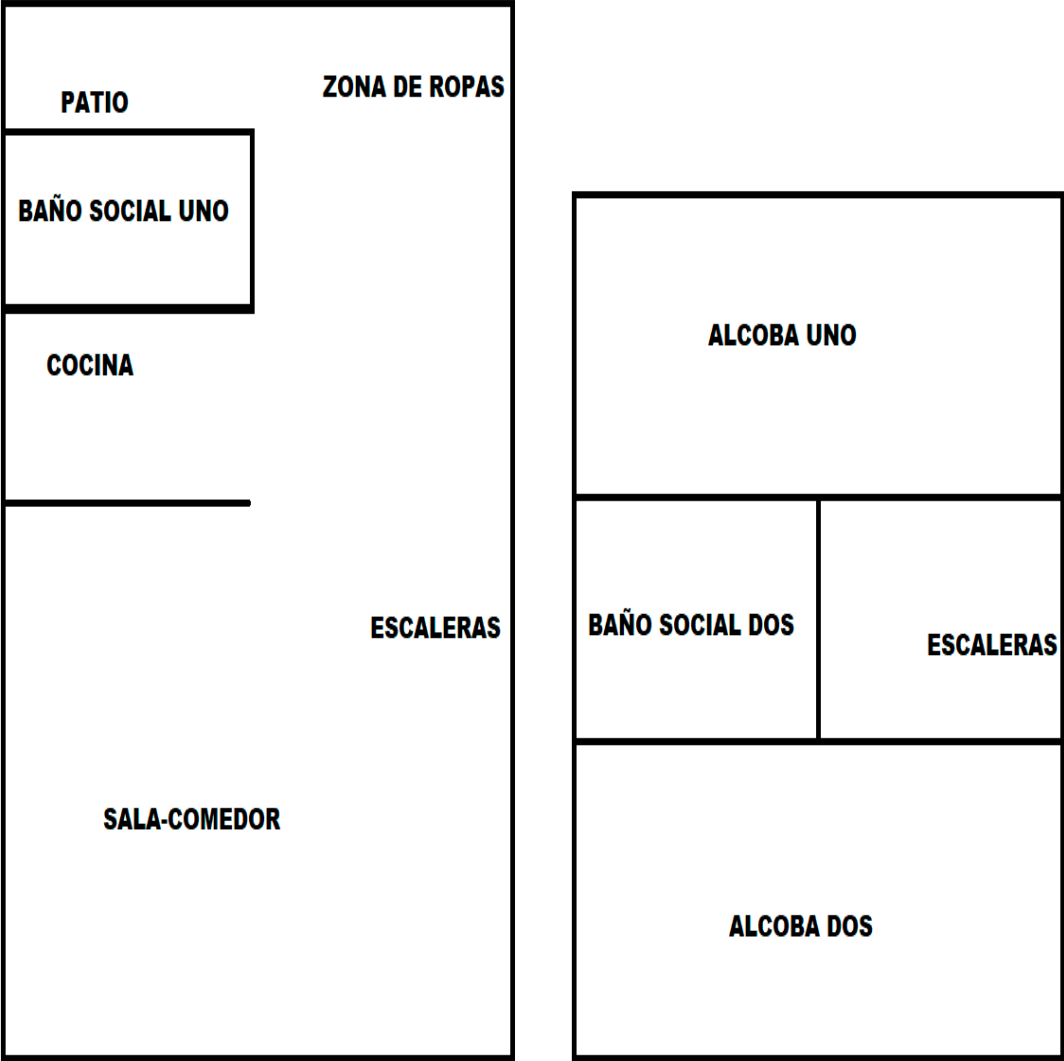 ZONA DE ROPAS
PATIO
BAÑO SOCIAL UNO
COCINA
ESCALERAS
SALA-COMEDOR
ALCOBA UNO
BAÑO SOCIAL DOS
ESCALERAS
ALCOBA DOS